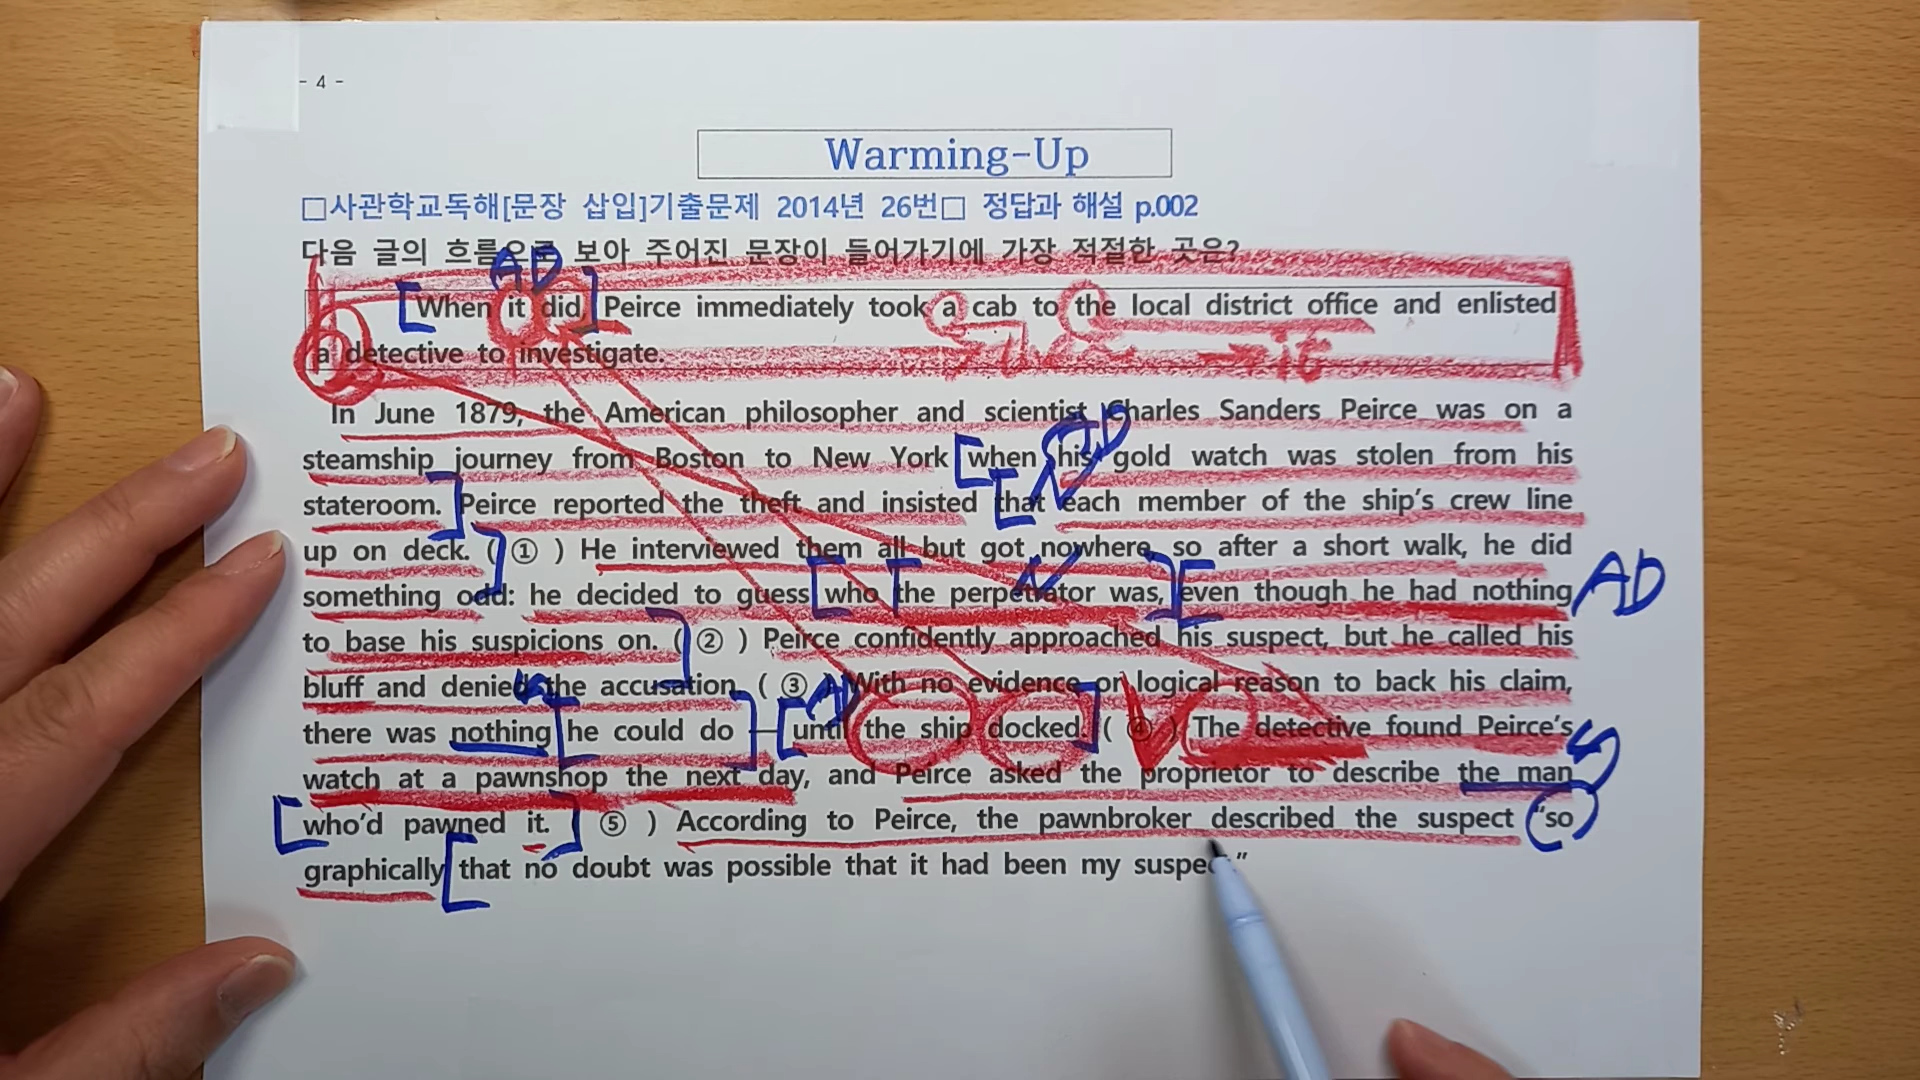 - 4 -
Warming-Up
□사관학교독해[문장 삽입]기출문제 2014년 26번□ 정답과 해설 p.002
다음 글의 흐름으로 보아 주어진 문장이 들어가기에 가장 적절한 곳은?
AD
[When it did] Peirce immediately took a cab to the local district office and enlisted
a detective to investigate.
→ the → it
In June 1879, the American philosopher and scientist Charles Sanders Peirce was on a
steamship journey from Boston to New York [when his gold watch was stolen from his
stateroom.] Peirce reported the theft and insisted [that each member of the ship's crew line
up on deck. ( ① ) He interviewed them all but got nowhere, so after a short walk, he did
something odd: he decided to guess [who [the perpetrator was,] [even though he had nothing AD
to base his suspicions on. ( ② ) Peirce confidently approached his suspect, but he called his
bluff and denied the accusation. ( ③ ) With no evidence or logical reason to back his claim,
there was nothing [he could do] — [until the ship docked.] ( ④ ) The detective found Peirce's
watch at a pawnshop the next day, and Peirce asked the proprietor to describe the man
[who'd pawned it.] ⑤ ) According to Peirce, the pawnbroker described the suspect “so
graphically [that no doubt was possible that it had been my suspec ”